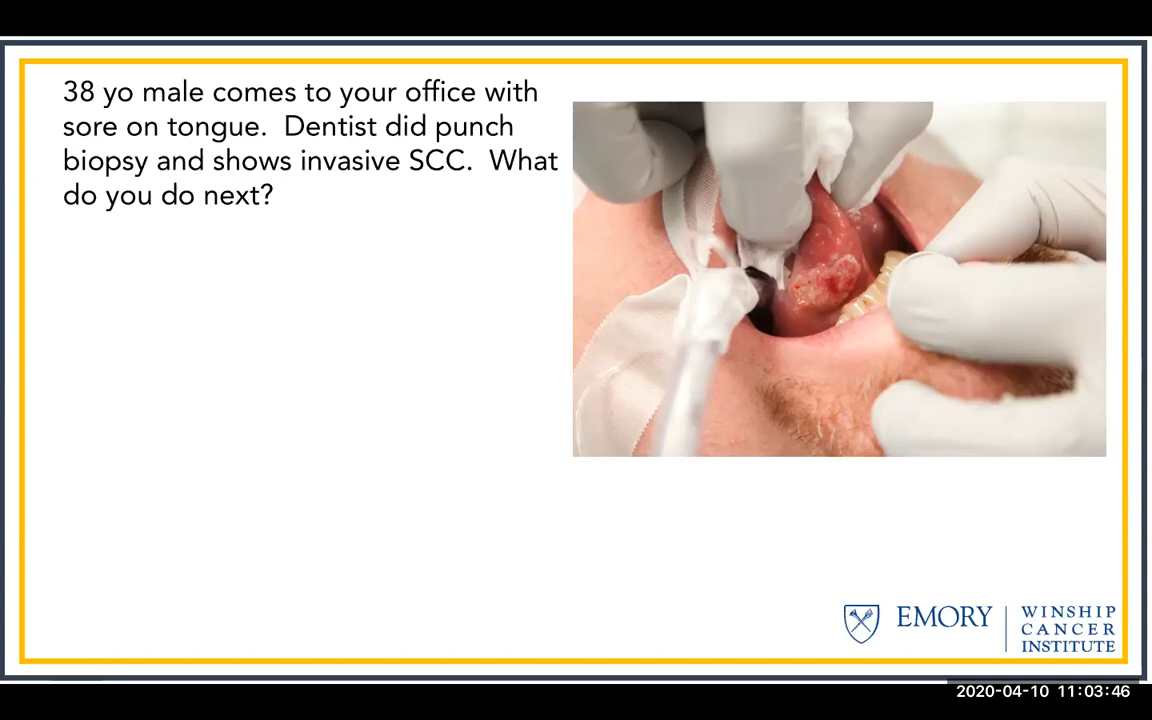 38 yo male comes to your office with
sore on tongue.  Dentist did punch
biopsy and shows invasive SCC.  What
do you do next?
EMORY
WINSHIP
CANCER
INSTITUTE
2020-04-10 11:03:46